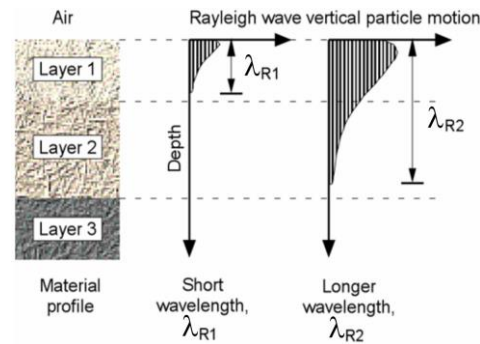 Air
Rayleigh wave vertical particle motion
Layer 1
λR1
Layer 2
λR2
Depth
Layer 3
Material
profile
Short
wavelength,
λR1
Longer
wavelength,
λR2